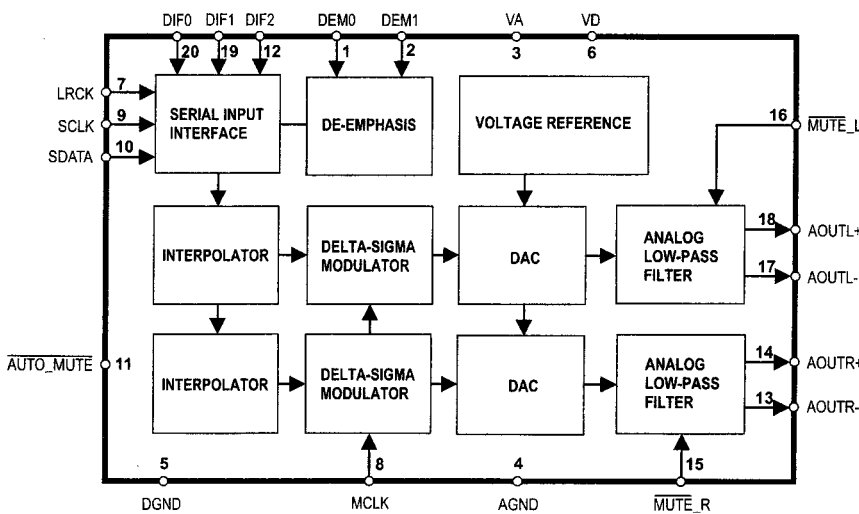 DIF0 DIF1 DIF2 DEM0 DEM1 VA VD
20 19 12 1 2 3 6
LRCK 7
SCLK 9
SDATA 10
SERIAL INPUT
INTERFACE
DE-EMPHASIS
VOLTAGE REFERENCE
16 MUTE_L
INTERPOLATOR
DELTA-SIGMA
MODULATOR
DAC
ANALOG
LOW-PASS
FILTER
18 AOUTL+
17 AOUTL-
AUTO_MUTE 11
INTERPOLATOR
DELTA-SIGMA
MODULATOR
DAC
ANALOG
LOW-PASS
FILTER
14 AOUTR+
13 AOUTR-
5 8 4 15
DGND MCLK AGND MUTE_R